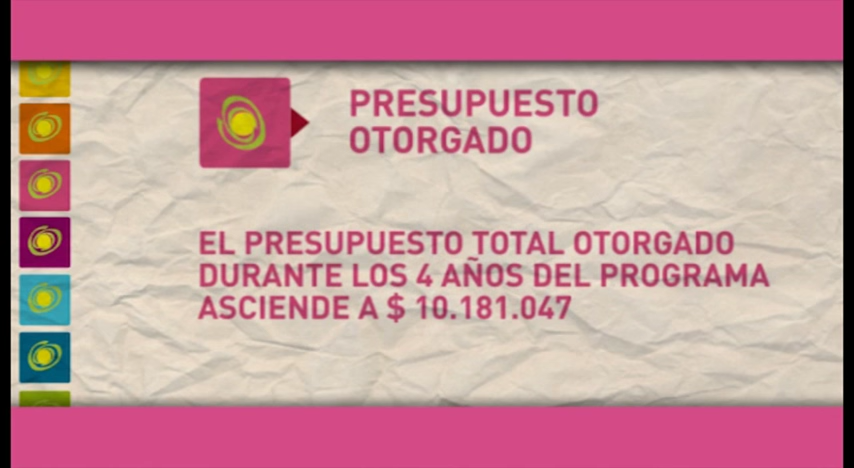 PRESUPUESTO
OTORGADO
EL PRESUPUESTO TOTAL OTORGADO
DURANTE LOS 4 AÑOS DEL PROGRAMA
ASCIENDE A $ 10.181.047